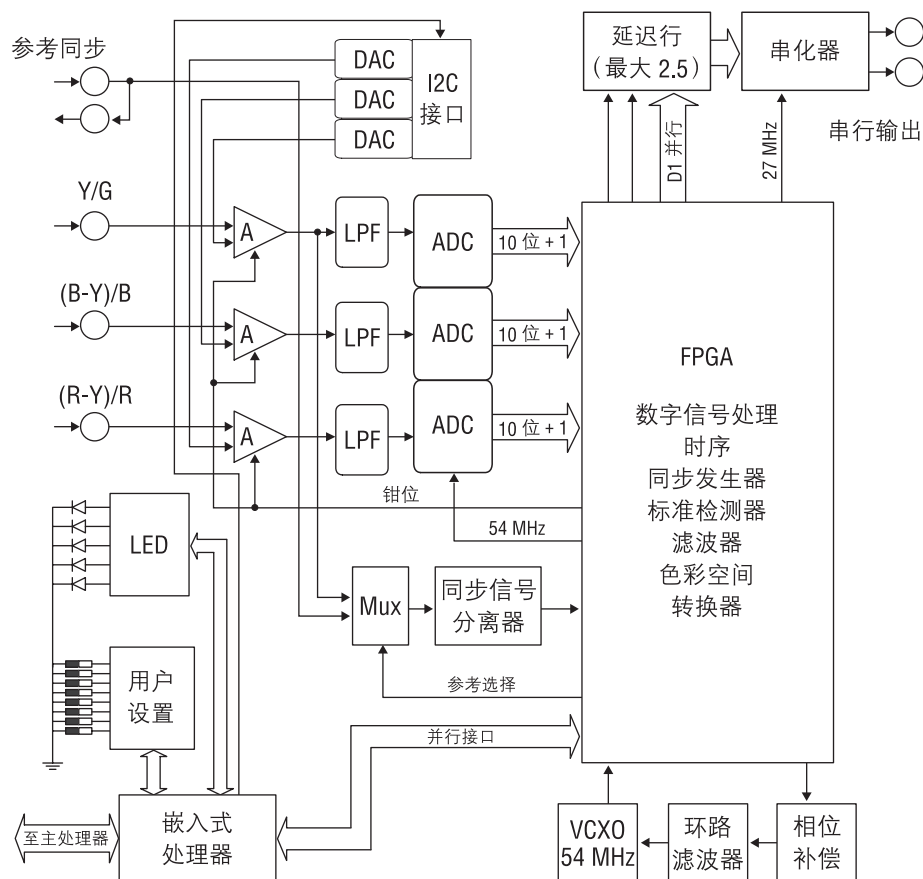 参考同步
DAC
DAC
DAC
I2C
接口
延迟行
（最大 2.5）
串化器
串行输出
D1 并行
27 MHz
Y/G
A
LPF
ADC
10 位 + 1
(B-Y)/B
A
LPF
ADC
10 位 + 1
(R-Y)/R
A
LPF
ADC
10 位 + 1
FPGA
数字信号处理
时序
同步发生器
标准检测器
滤波器
色彩空间
转换器
钳位
54 MHz
LED
Mux
同步信号
分离器
参考选择
用户
设置
并行接口
至主处理器
嵌入式
处理器
VCXO
54 MHz
环路
滤波器
相位
补偿